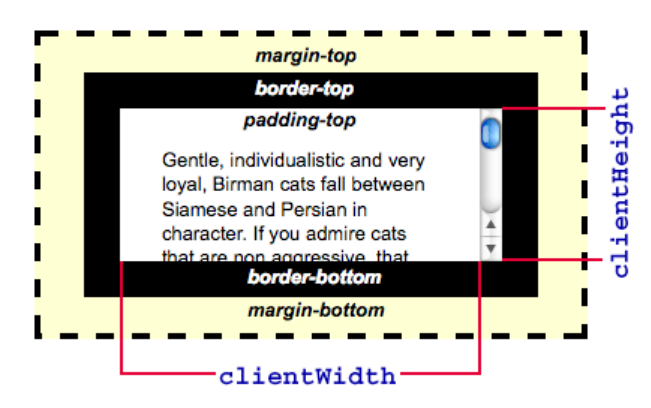 margin-top
border-top
padding-top
Gentle, individualistic and very
loyal, Birman cats fall between
Siamese and Persian in
character. If you admire cats
that are non aggressive, that
border-bottom
margin-bottom
clientWidth
clientHeight